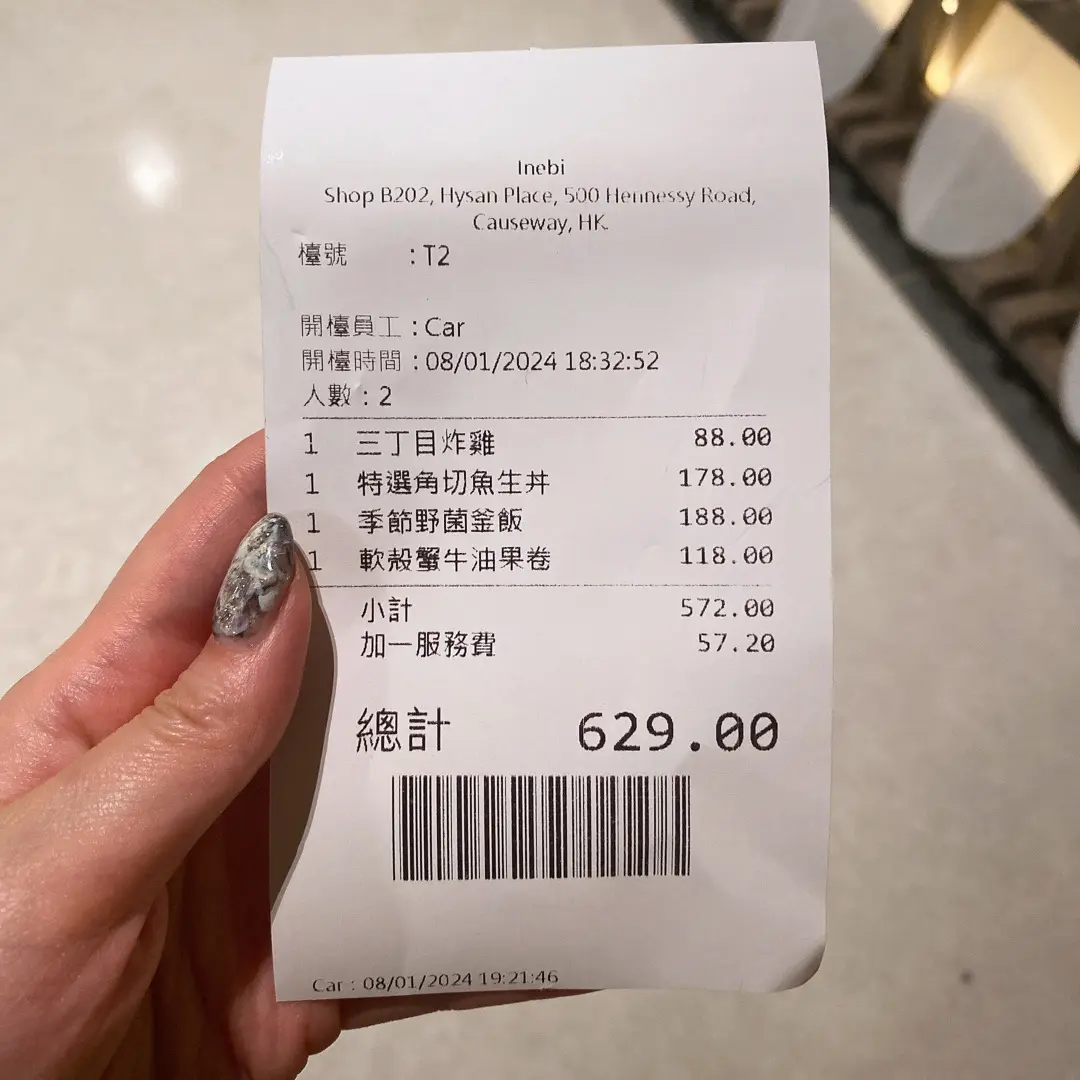 Inebi
Shop B202, Hysan Place, 500 Hennessy Road,
Causeway, HK.
檯號 : T2
開檯員工 : Car
開檯時間 : 08/01/2024 18:32:52
人數 : 2
1 三丁目炸雞 88.00
1 特選角切魚生丼 178.00
1 季節野菌釜飯 188.00
1 軟殼蟹牛油果卷 118.00
小計 572.00
加一服務費 57.20
總計 629.00
Car : 08/01/2024 19:21:46